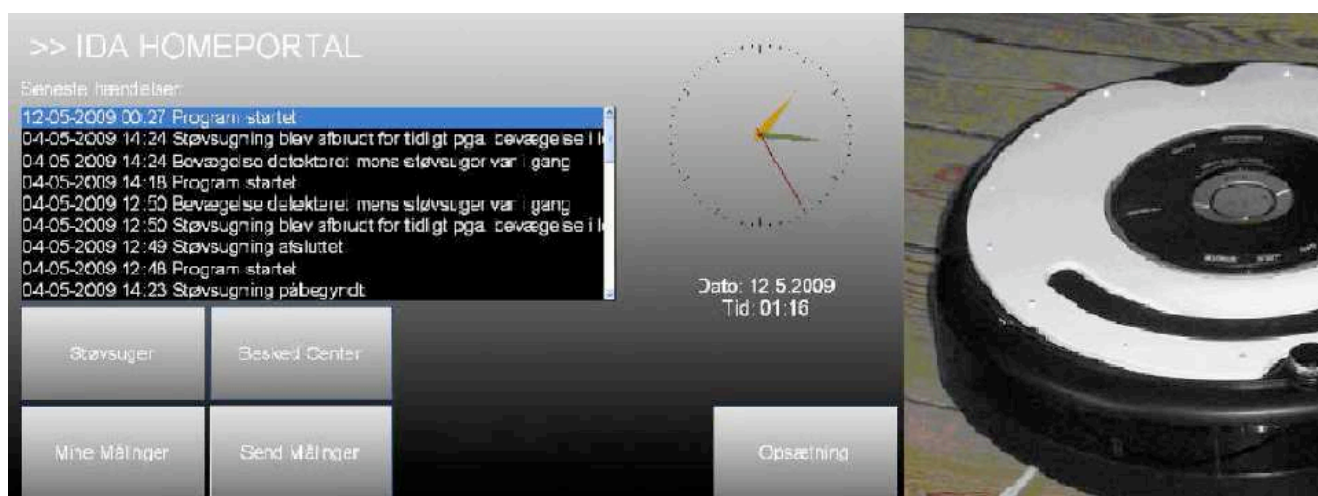 >> IDA HOMEPORTAL
Seneste hændelser:
12-05-2009 00:27 Program startet
04-05-2009 14:24 Støvsugning blev afbrudt for tidligt pga. bevægelse i
04-05-2009 14:24 Bevægelse detekteret mens støvsuger var i gang
04-05-2009 14:18 Program startet
04-05-2009 12:50 Bevægelse detekteret mens støvsuger var i gang
04-05-2009 12:50 Støvsugning blev afbrudt for tidligt pga. bevægelse i
04-05-2009 12:49 Støvsugning afsluttet
04-05-2009 12:48 Program startet
04-05-2009 14:23 Støvsugning påbegyndt
Dato: 12.5.2009
Tid: 01:16
Støvsuger
Besked Center
Mine Målinger
Send Målinger
Opsætning